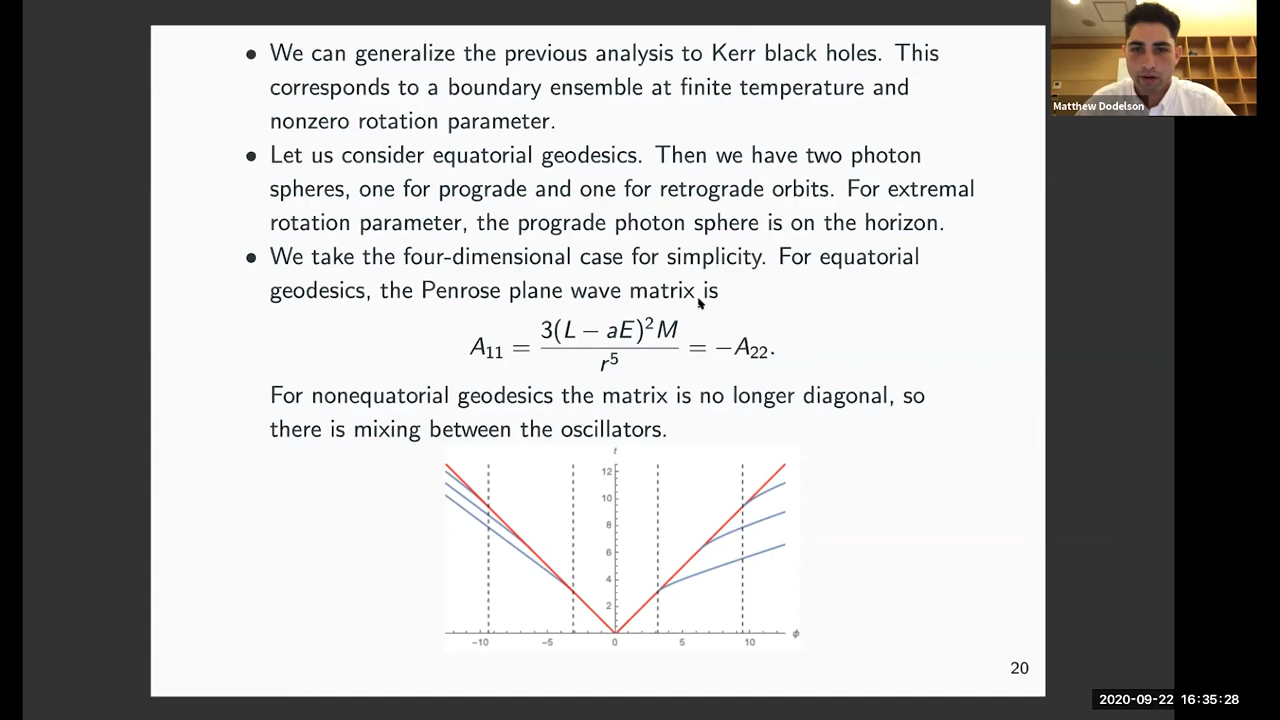 • We can generalize the previous analysis to Kerr black holes. This
corresponds to a boundary ensemble at finite temperature and
nonzero rotation parameter.
• Let us consider equatorial geodesics. Then we have two photon
spheres, one for prograde and one for retrograde orbits. For extremal
rotation parameter, the prograde photon sphere is on the horizon.
• We take the four-dimensional case for simplicity. For equatorial
geodesics, the Penrose plane wave matrix is
A₁₁ = 3(L − aE)²M / r⁵ = −A₂₂.
For nonequatorial geodesics the matrix is no longer diagonal, so
there is mixing between the oscillators.
t
12
10
8
6
4
2
-10 -5 0 5 10 ϕ
20
Matthew Dodelson
2020-09-22 16:35:28